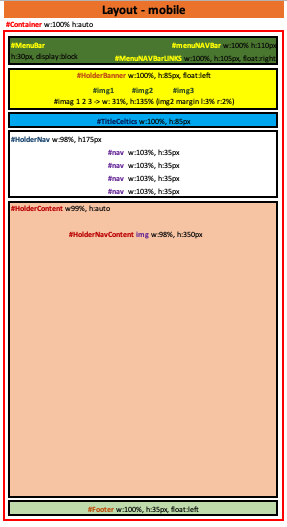 Layout - mobile
#Container w:100% h:auto
#MenuBar #menuNAVBar w:100% h:110px
h:30px, display:block #MenuNAVBarLINKS w:100%, h:105px, float:right
#HolderBanner w:100%, h:85px, float:left
#img1 #img2 #img3
#imag 1 2 3 -> w: 31%, h:135% (img2 margin l:3% r:2%)
#TitleCeltics w:100%, h:85px
#HolderNav w:98%, h175px
#nav w:103%, h:35px
#nav w:103%, h:35px
#nav w:103%, h:35px
#nav w:103%, h:35px
#HolderContent w99%, h:auto
#HolderNavContent img w:98%, h:350px
#Footer w:100%, h:35px, float:left